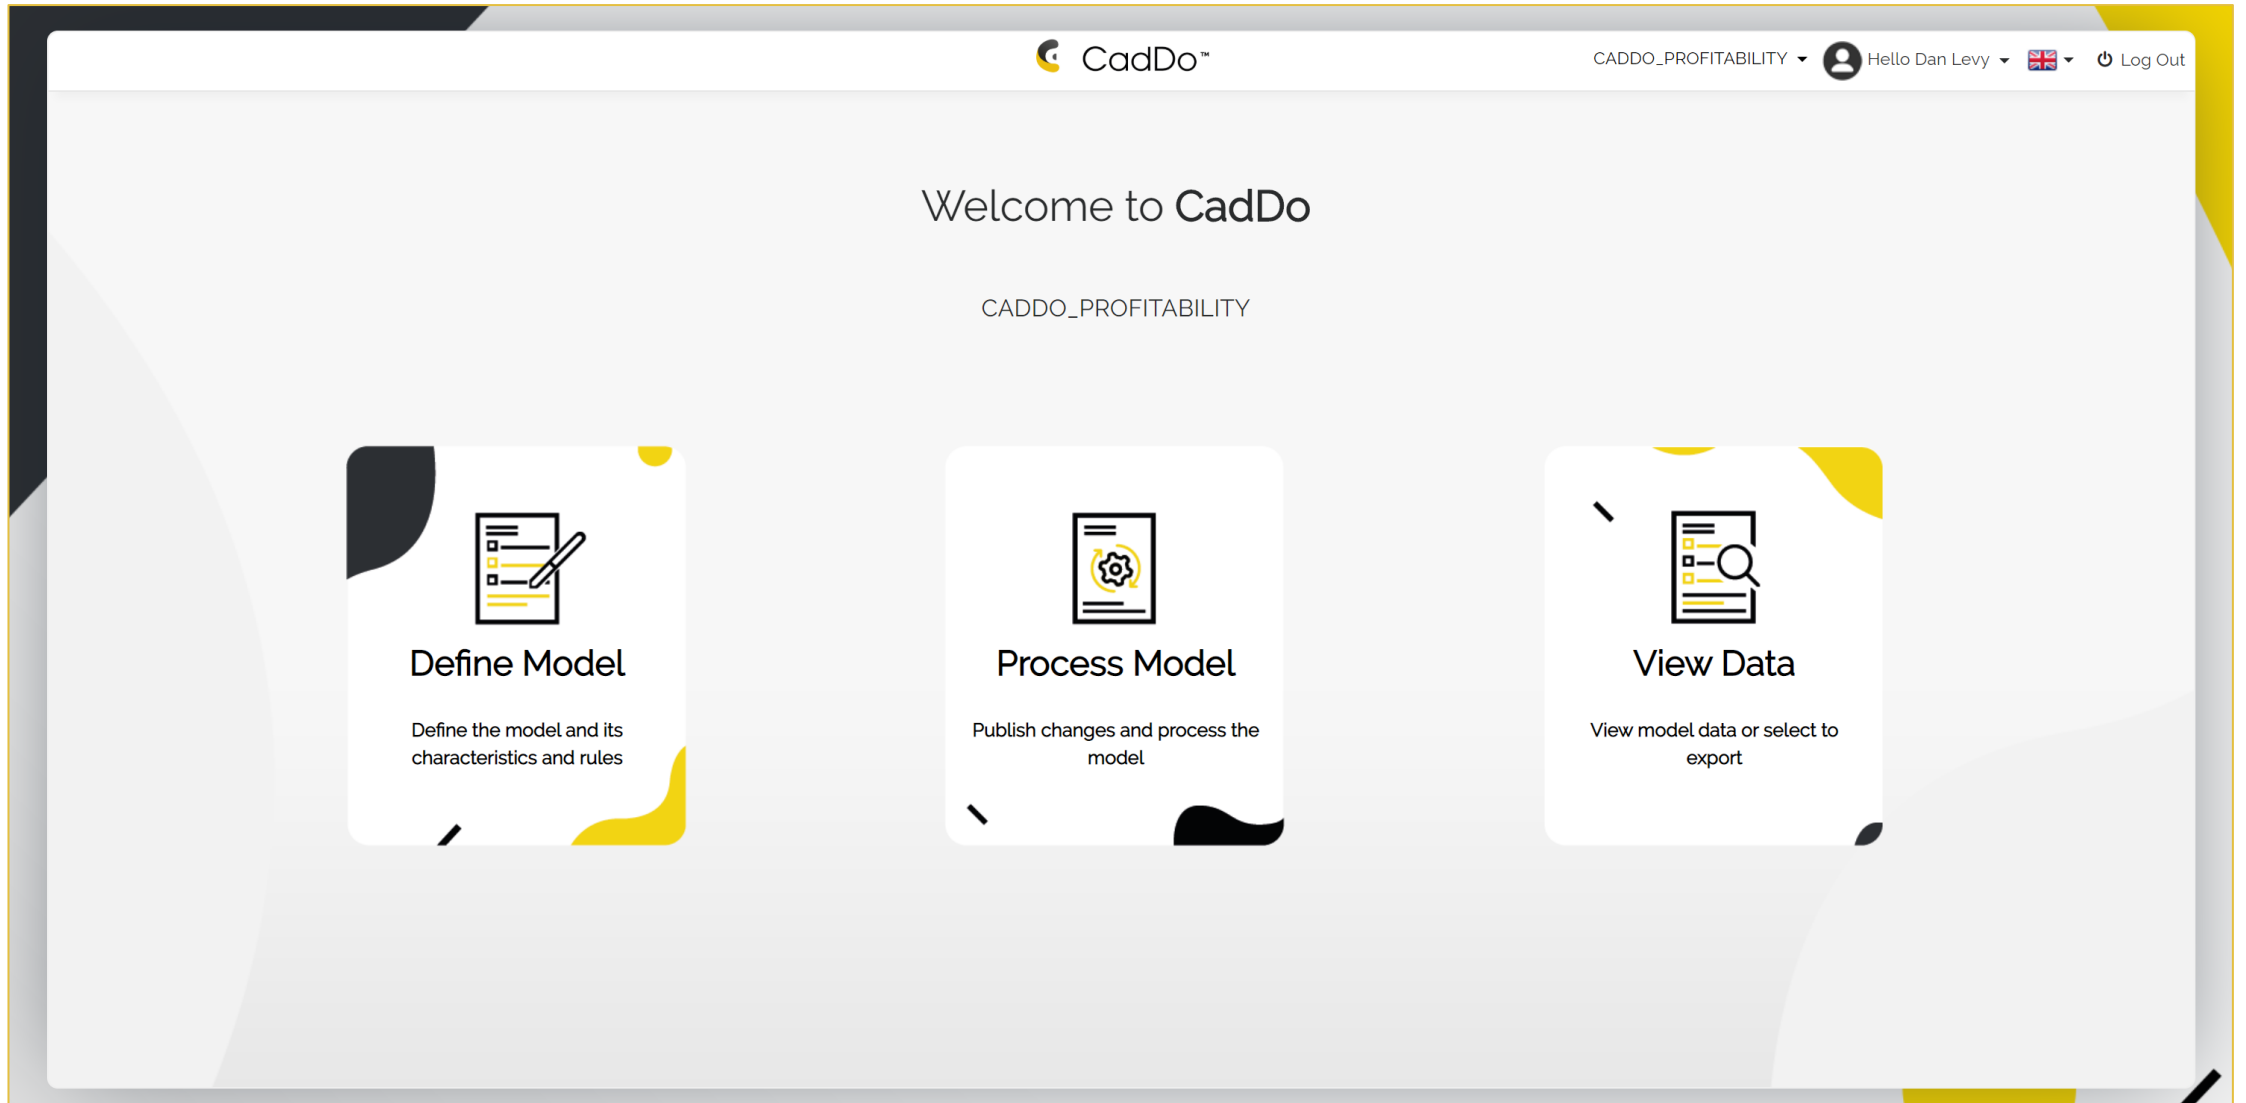 CadDo™
CADDO_PROFITABILITY
Hello Dan Levy
Log Out
Welcome to CadDo
CADDO_PROFITABILITY
Define Model
Define the model and its
characteristics and rules
Process Model
Publish changes and process the
model
View Data
View model data or select to
export